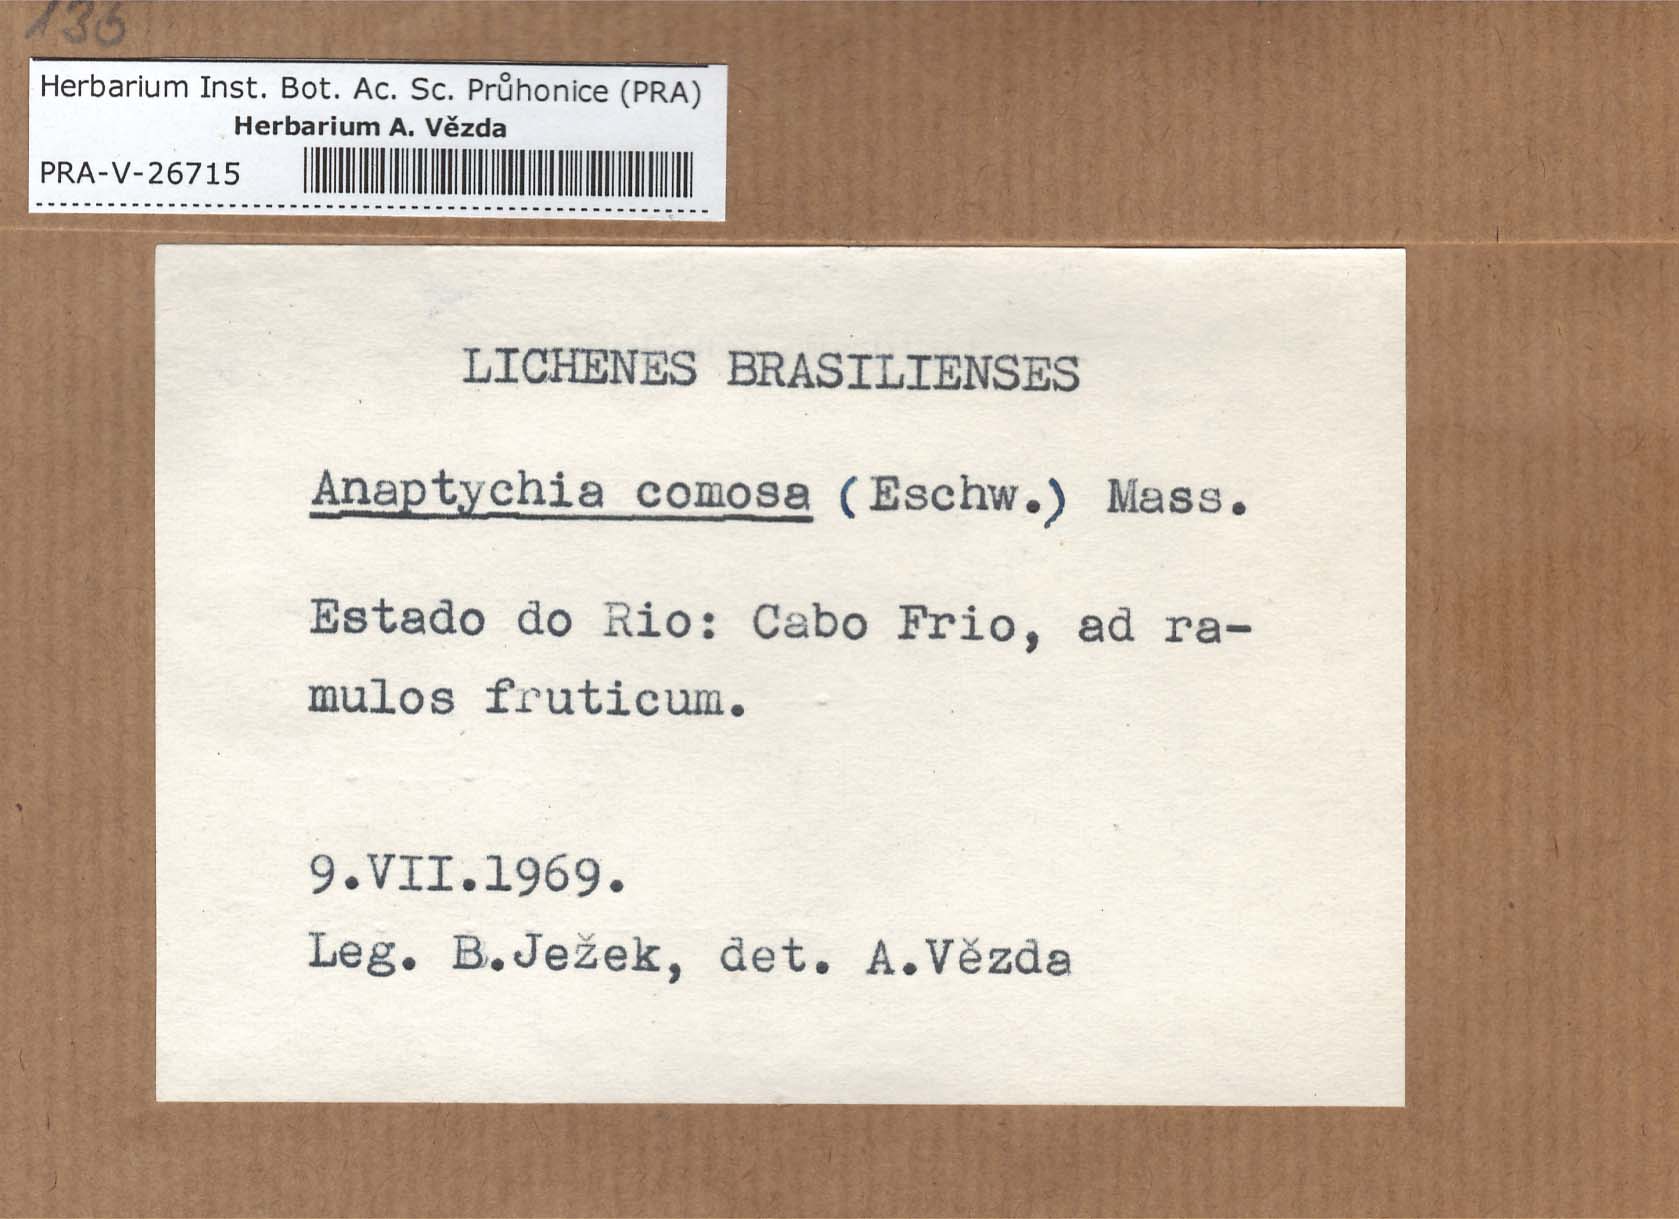 Herbarium Inst. Bot. Ac. Sc. Průhonice (PRA)
Herbarium A. Vězda
PRA-V-26715
LICHENES BRASILIENSES
Anaptychia comosa (Eschw.) Mass.
Estado do Rio: Cabo Frio, ad ra-
mulos fruticum.
9.VII.1969.
Leg. B.Ježek, det. A.Vězda